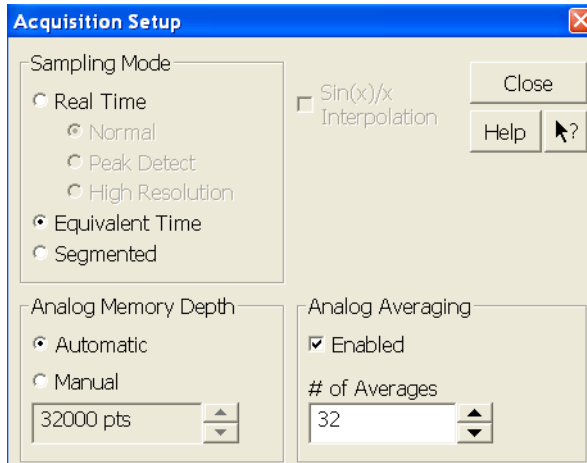 Acquisition Setup
Sampling Mode
Real Time
Normal
Peak Detect
High Resolution
Equivalent Time
Segmented
Sin(x)/x
Interpolation
Close
Help
?
Analog Memory Depth
Automatic
Manual
32000 pts
Analog Averaging
Enabled
# of Averages
32